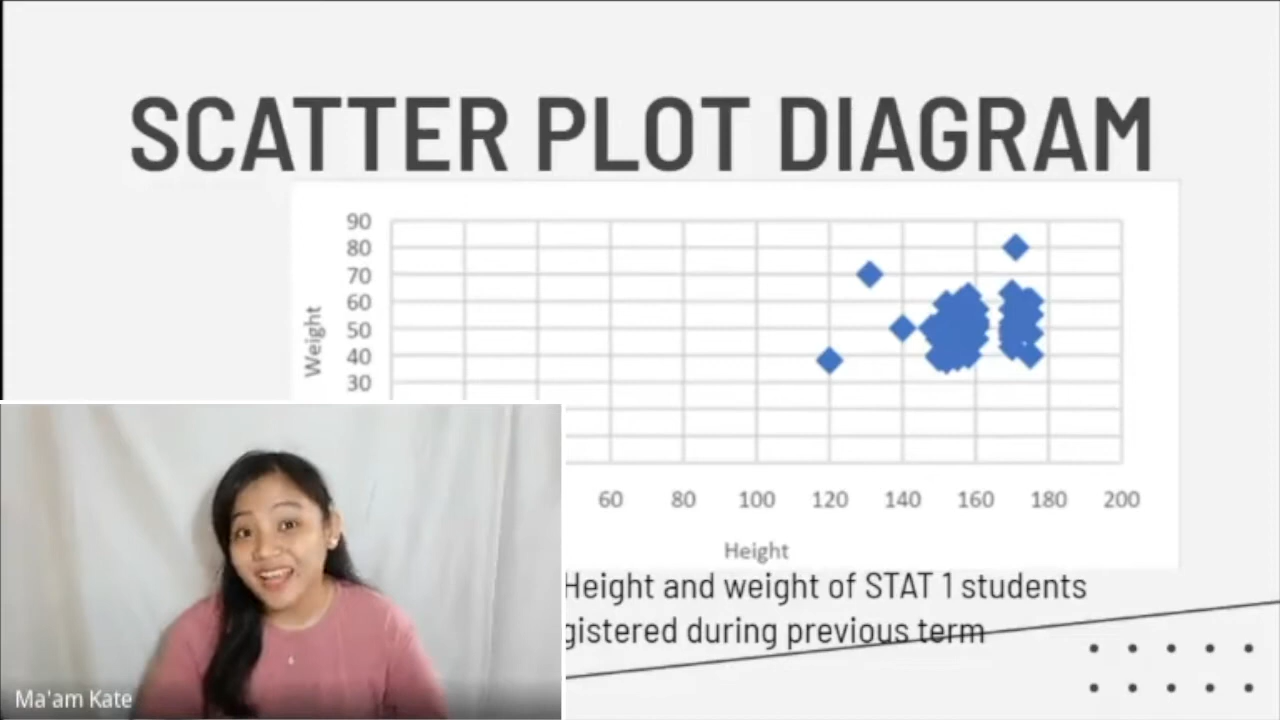 SCATTER PLOT DIAGRAM
90
80
70
60
50
40
30
Weight
60 80 100 120 140 160 180 200
Height
Height and weight of STAT 1 students
gistered during previous term
Ma'am Kate